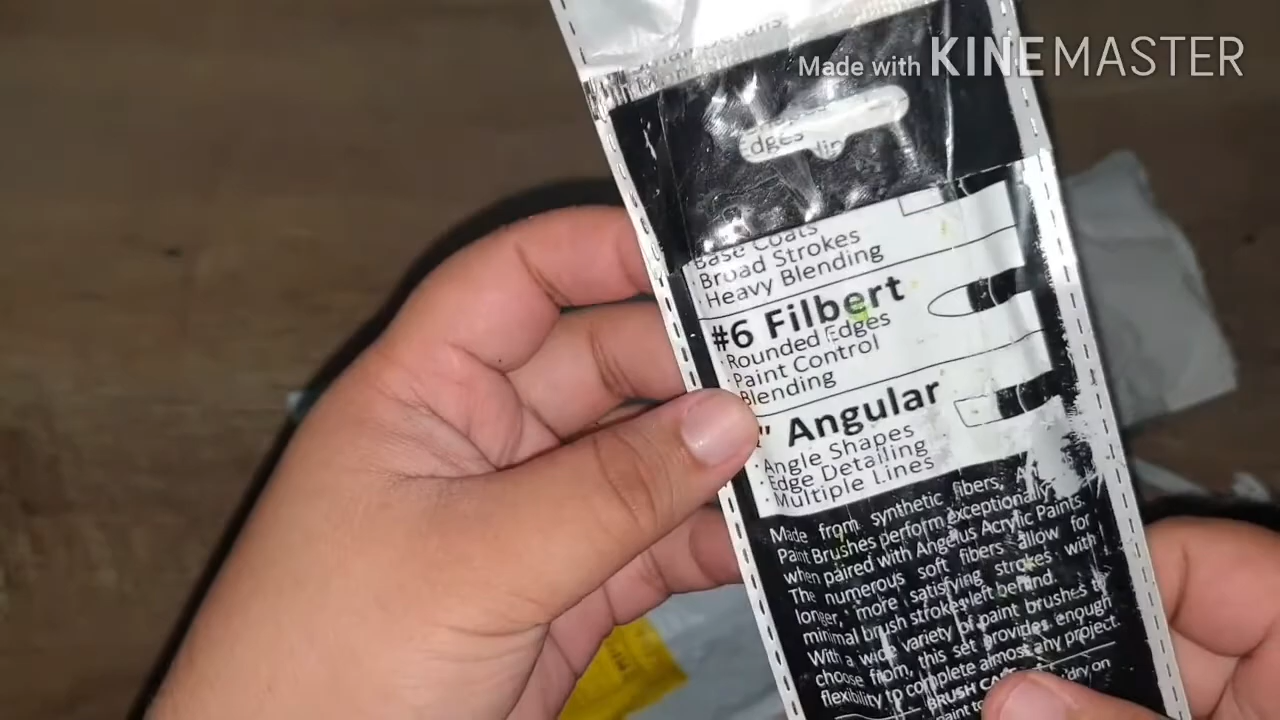 Made with KINEMASTER
Edges
Base Coats
Broad Strokes
· Heavy Blending
#6 Filbert
· Rounded Edges
· Paint Control
Blending
" Angular
· Angle Shapes
Edge Detailing
· Multiple Lines
Made from synthetic fibers,
Paint Brushes perform exceptionally
when paired with Angelus Acrylic Paints.
The numerous soft fibers allow for
longer, more satisfying strokes with
minimal brush strokes left behind.
With a wide variety of paint brushes to
choose from, this set provides enough
flexibility to complete almost any project.
BRUSH dry on
paint